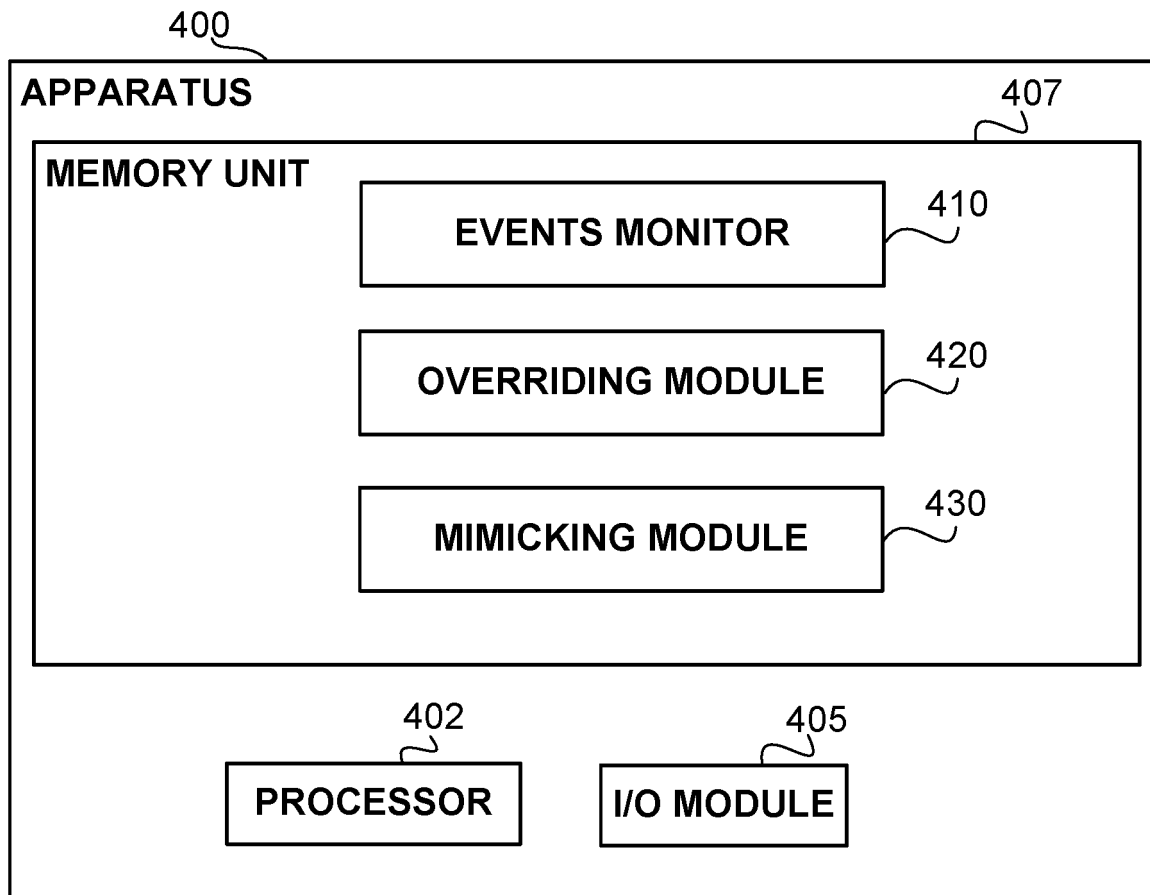 400
APPARATUS
407
MEMORY UNIT
EVENTS MONITOR
410
OVERRIDING MODULE
420
MIMICKING MODULE
430
402
405
PROCESSOR
I/O MODULE